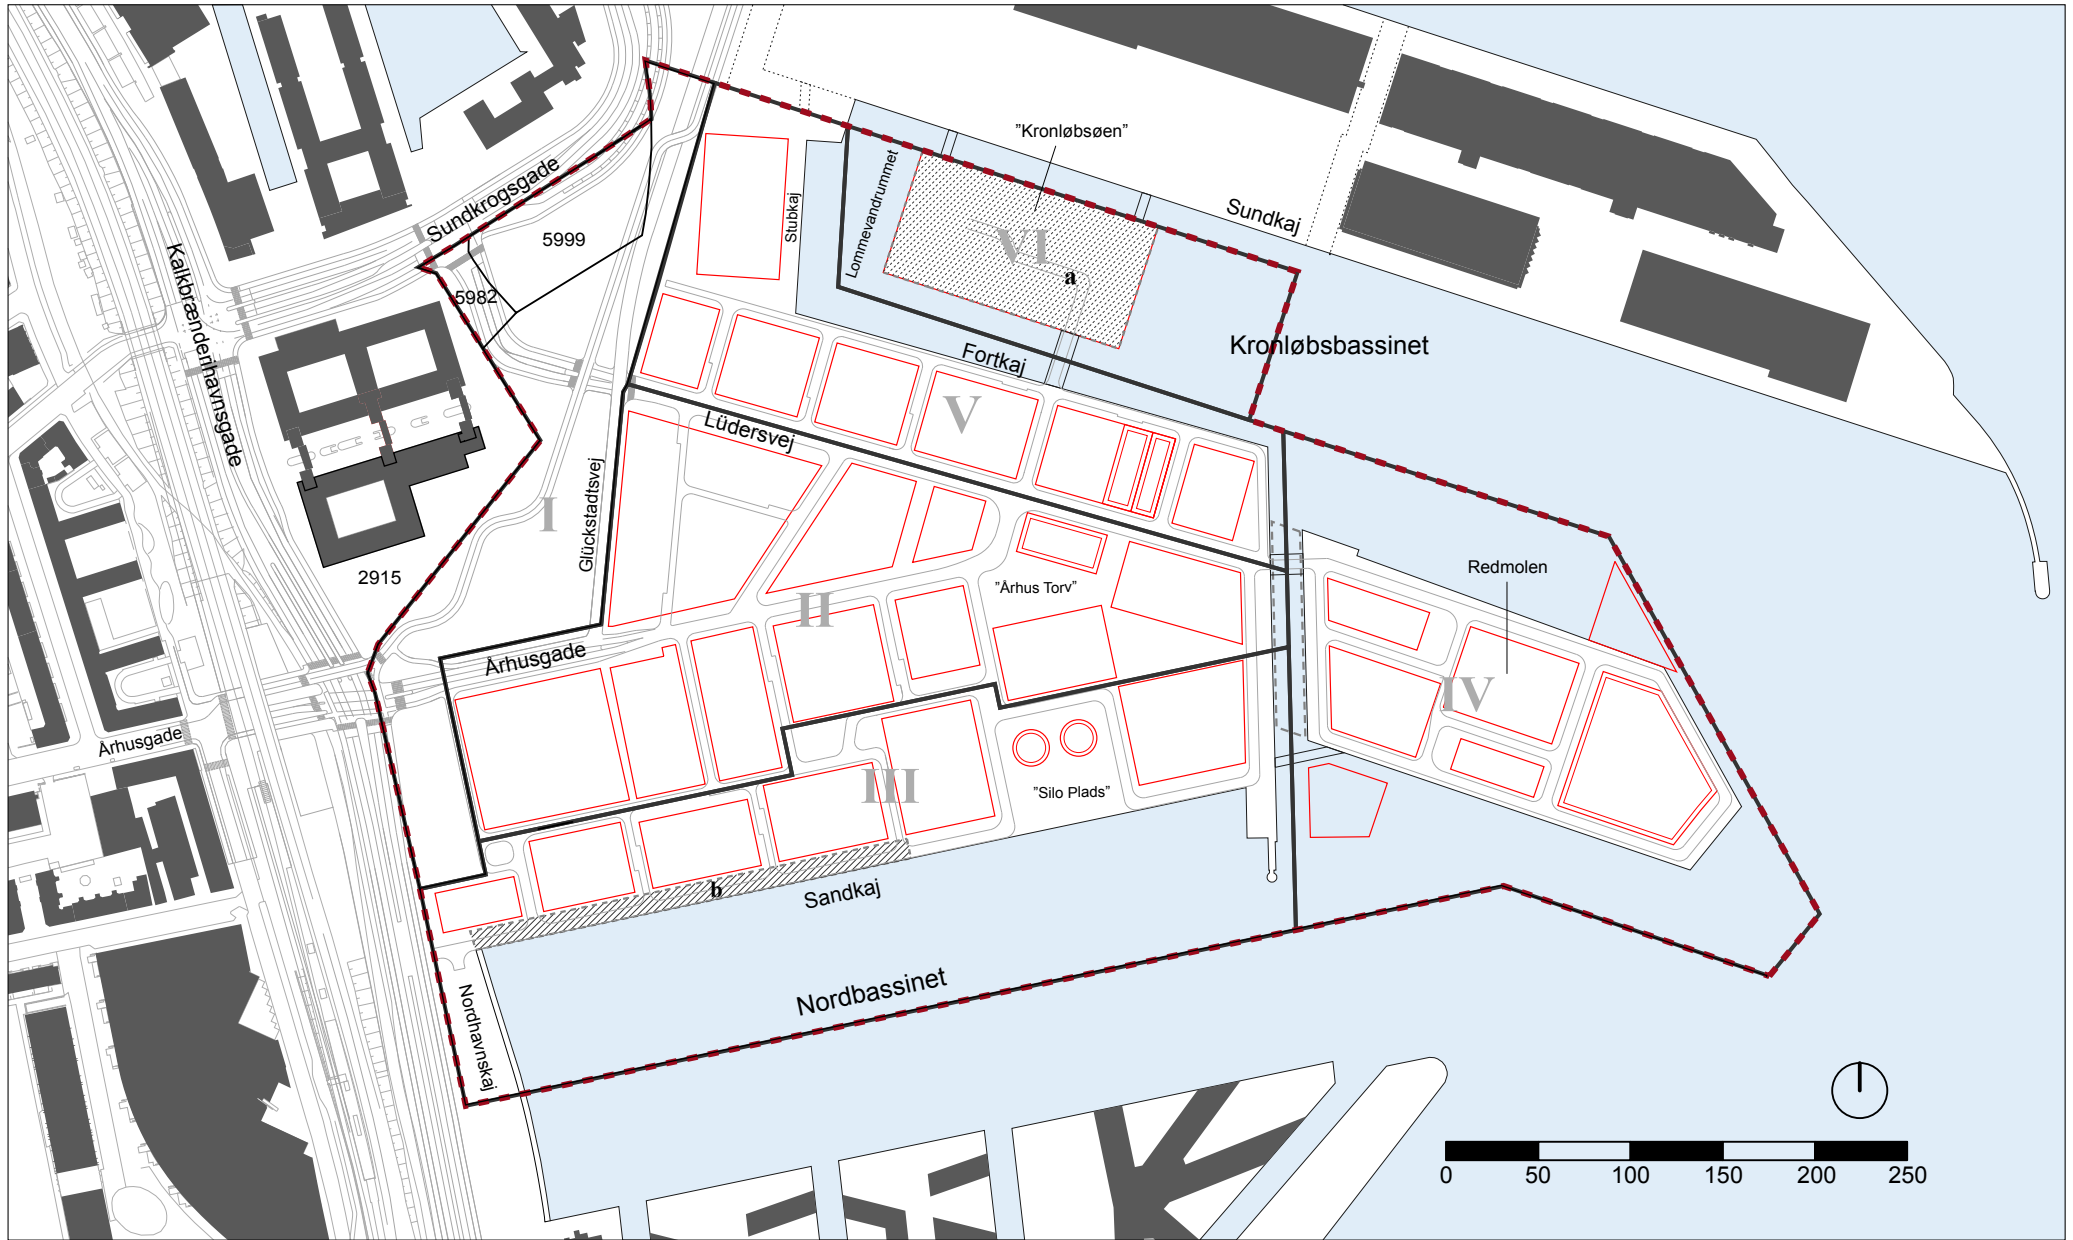 "Kronløbsøen"
Sundkrogsgade
5999
Stubkaj
Lommevandrummet
Sundkaj
VI
a
5982
Kalkbrænderihavnsgade
Kronløbsbassinet
Fortkaj
V
Lüdersvej
Glückstadtsvej
I
2915
"Århus Torv"
Redmolen
II
Århusgade
IV
Århusgade
III
"Silo Plads"
b
Sandkaj
Nordbassinet
Nordhavnskaj
0 50 100 150 200 250